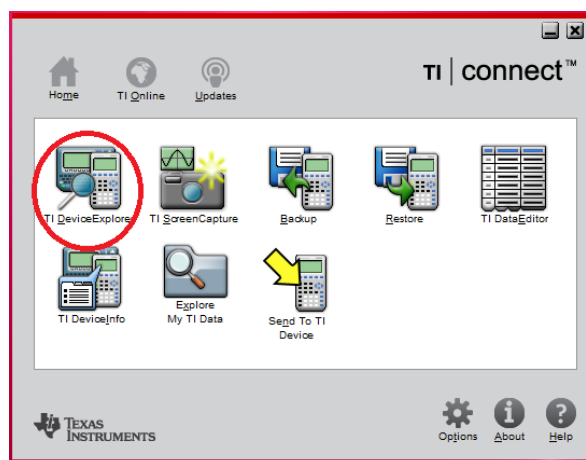 TI | connect™
Home
TI Online
Updates
TI DeviceExplorer
TI ScreenCapture
Backup
Restore
TI DataEditor
TI DeviceInfo
Explore
My TI Data
Send To TI
Device
TEXAS
INSTRUMENTS
Options
About
Help